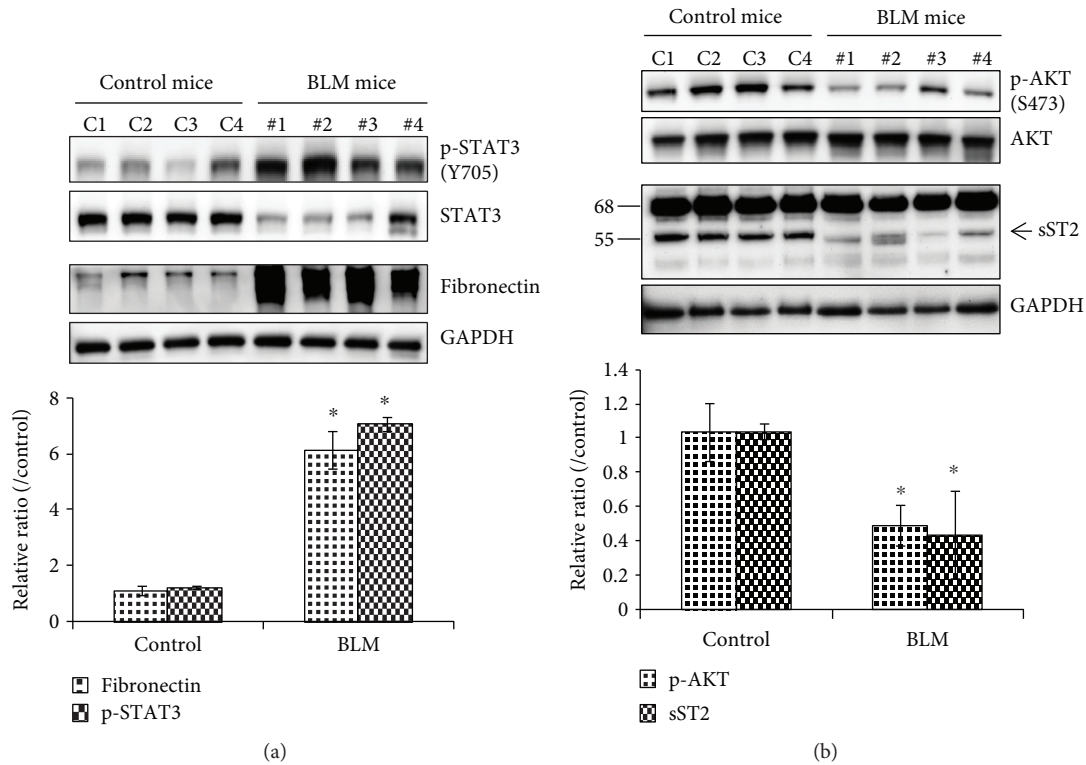 Control mice BLM mice
C1 C2 C3 C4 #1 #2 #3 #4
p-STAT3
(Y705)
STAT3
Fibronectin
GAPDH
8
6
4
2
0
Relative ratio (/control)
* *
Control BLM
Fibronectin
p-STAT3
(a)
Control mice BLM mice
C1 C2 C3 C4 #1 #2 #3 #4
p-AKT
(S473)
AKT
68
55
sST2
GAPDH
1.4
1.2
1
0.8
0.6
0.4
0.2
0
Relative ratio (/control)
* *
Control BLM
p-AKT
sST2
(b)